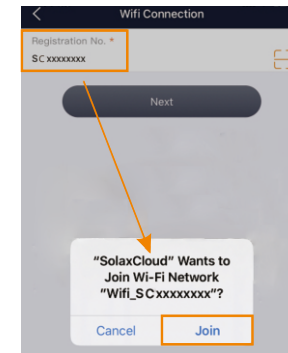 Wifi Connection
Registration No. *
SCxxxxxxxx
Next
"SolaxCloud" Wants to
Join Wi-Fi Network
"Wifi_SCxxxxxxxx"?
Cancel Join